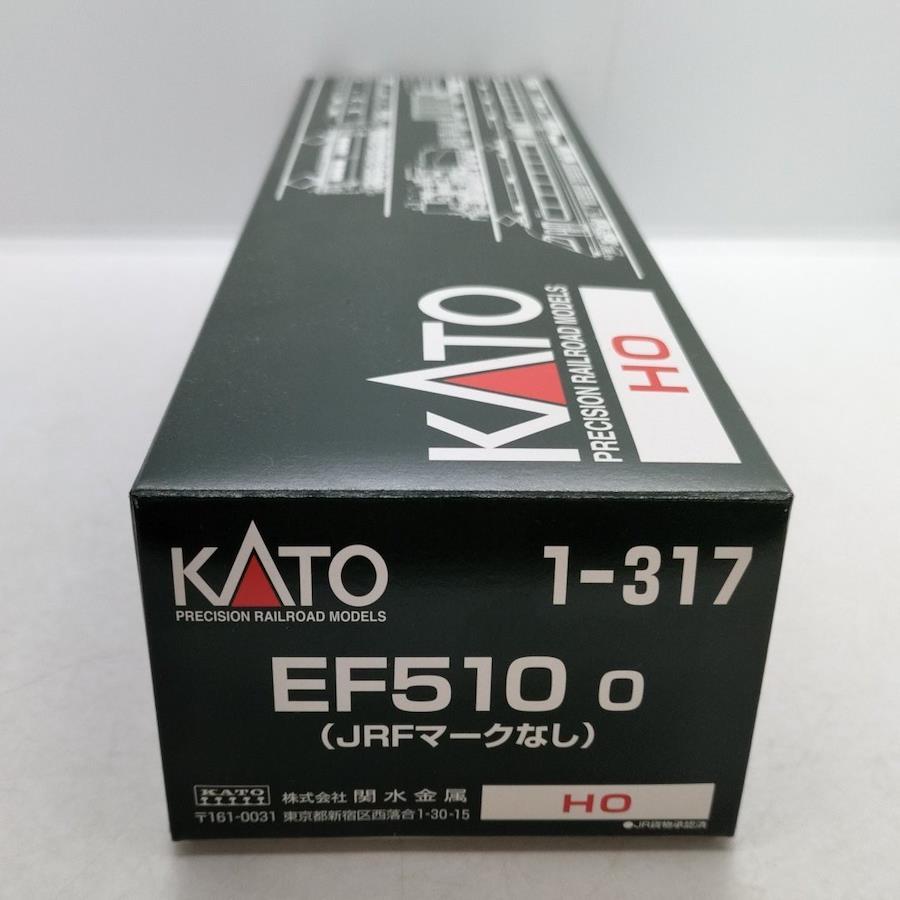 KATO
PRECISION RAILROAD MODELS
HO
KATO
PRECISION RAILROAD MODELS
1-317
EF510 0
(JRFマークなし)
KATO
株式会社 関水金属
〒161-0031 東京都新宿区西落合1-30-15
HO
●JR貨物承認済